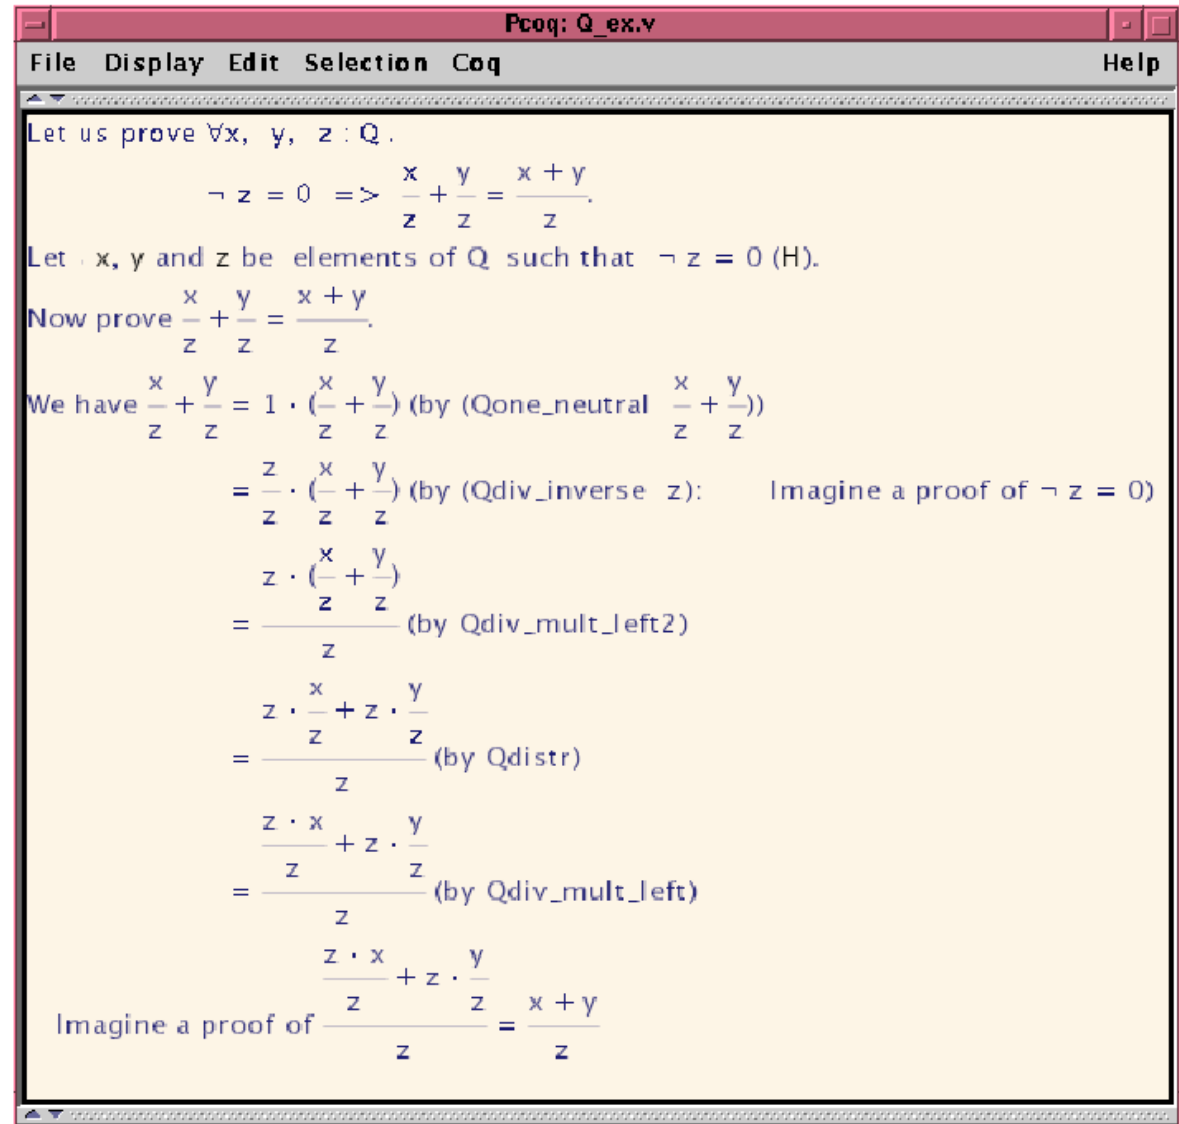 Pcoq: Q_ex.v
File Display Edit Selection Coq Help
Let us prove ∀x, y, z : Q .
¬ z = 0 => x/z + y/z = (x + y)/z.
Let x, y and z be elements of Q such that ¬ z = 0 (H).
Now prove x/z + y/z = (x + y)/z.
We have x/z + y/z = 1 · (x/z + y/z) (by (Qone_neutral x/z + y/z))
= z/z · (x/z + y/z) (by (Qdiv_inverse z): Imagine a proof of ¬ z = 0)
= (z · (x/z + y/z))/z (by Qdiv_mult_left2)
= (z · x/z + z · y/z)/z (by Qdistr)
= ((z · x)/z + z · y/z)/z (by Qdiv_mult_left)
Imagine a proof of ((z · x)/z + z · y/z)/z = (x + y)/z